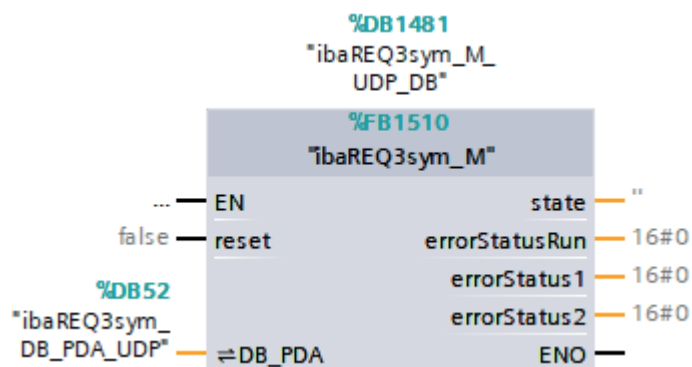 %DB1481
"ibaREQ3sym_M_
UDP_DB"
%FB1510
"ibaREQ3sym_M"
... EN state ''
false reset errorStatusRun 16#0
errorStatus1 16#0
%DB52
errorStatus2 16#0
"ibaREQ3sym_
DB_PDA_UDP" ⇌DB_PDA ENO